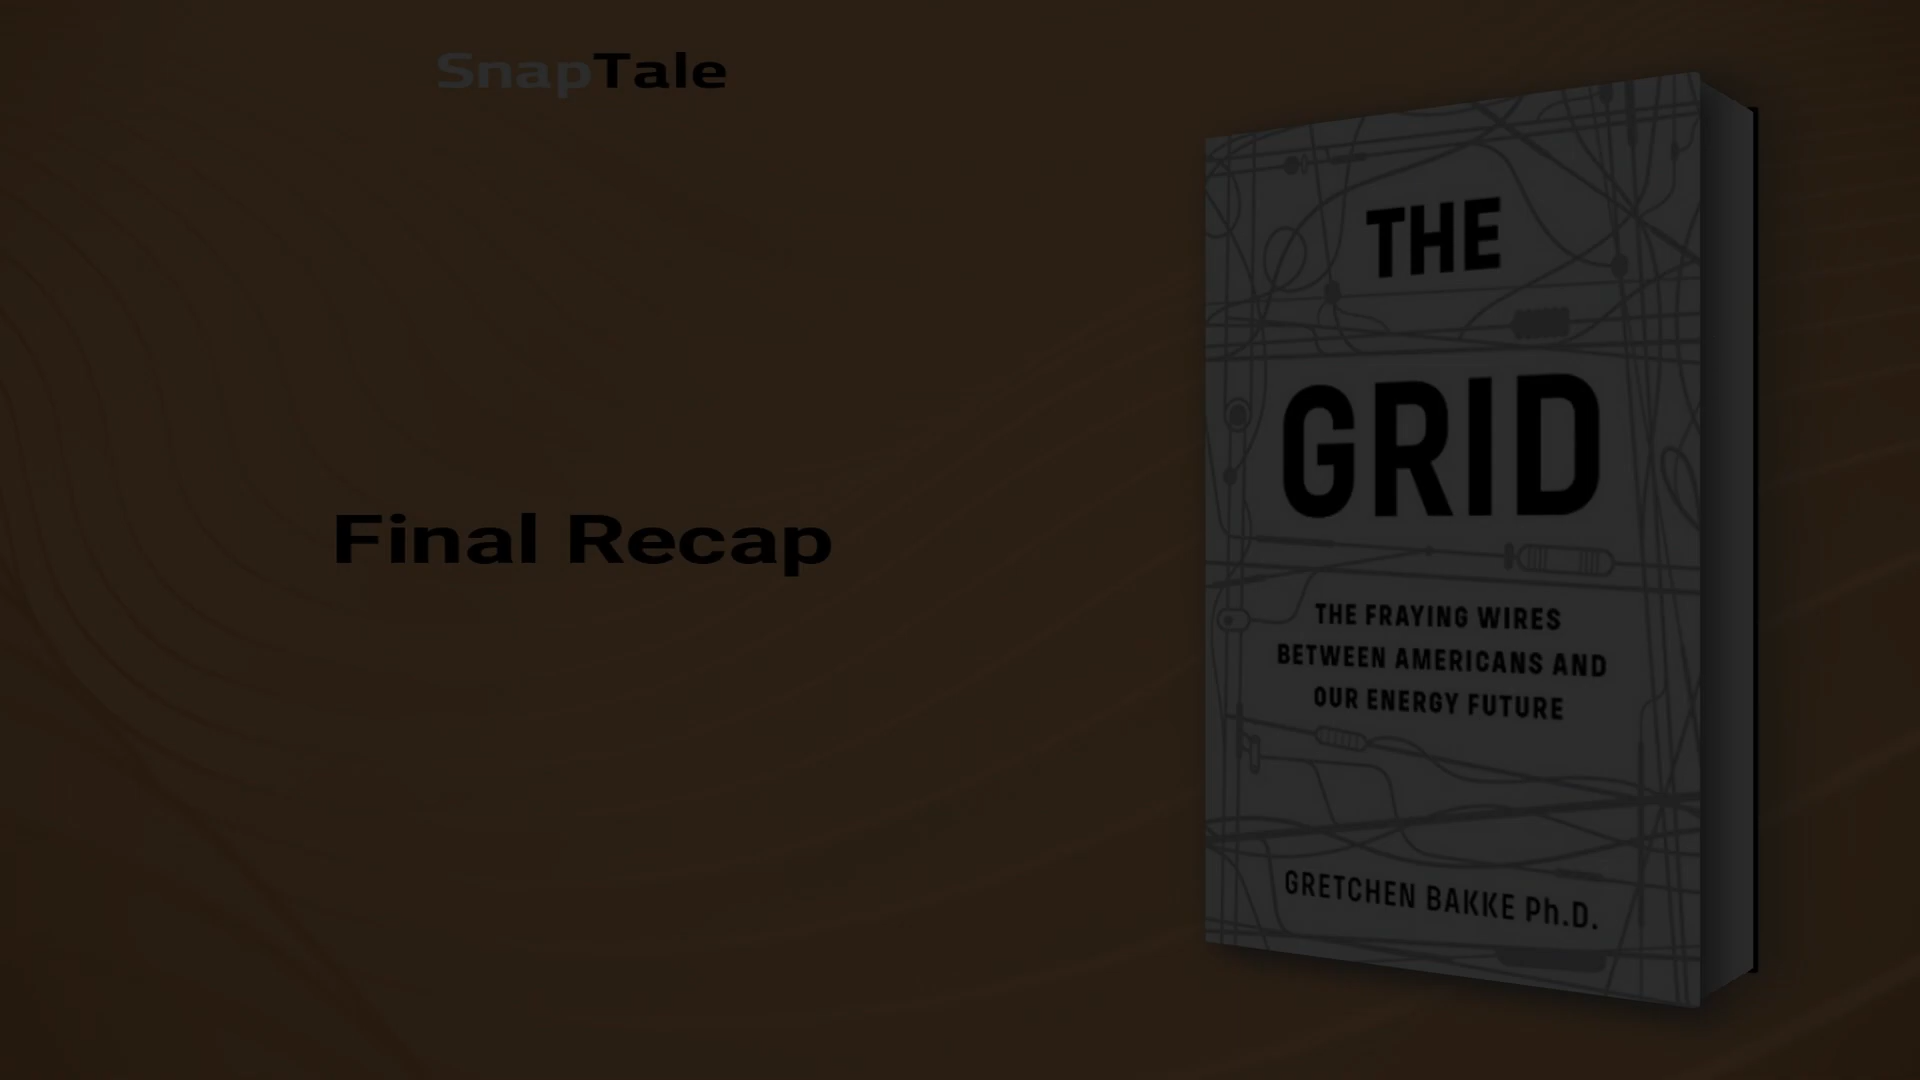 SnapTale
Final Recap
THE
GRID
THE FRAYING WIRES
BETWEEN AMERICANS AND
OUR ENERGY FUTURE
GRETCHEN BAKKE Ph.D.